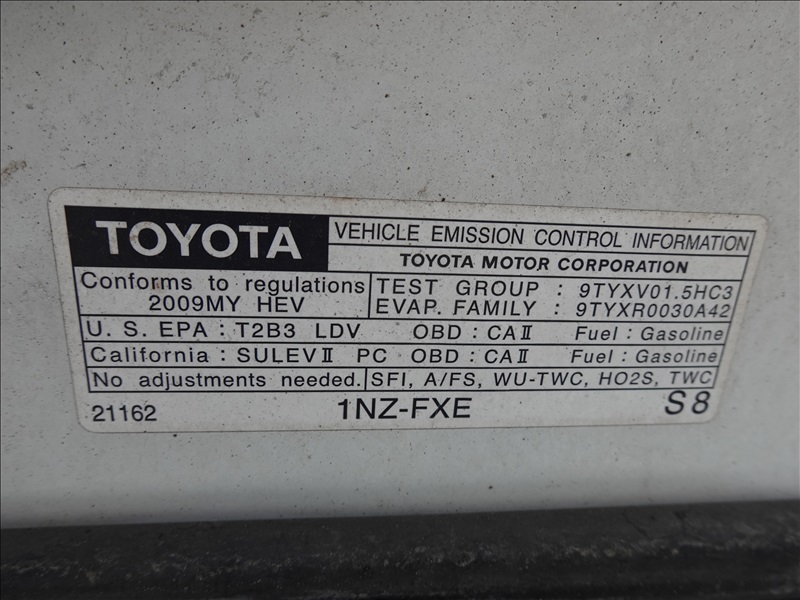 TOYOTA VEHICLE EMISSION CONTROL INFORMATION
TOYOTA MOTOR CORPORATION
Conforms to regulations TEST GROUP : 9TYXV01.5HC3
2009MY HEV EVAP. FAMILY : 9TYXR0030A42
U. S. EPA : T2B3 LDV OBD : CAⅡ Fuel : Gasoline
California : SULEVⅡ PC OBD : CAⅡ Fuel : Gasoline
No adjustments needed. SFI, A/FS, WU-TWC, HO2S, TWC
21162 1NZ-FXE S8